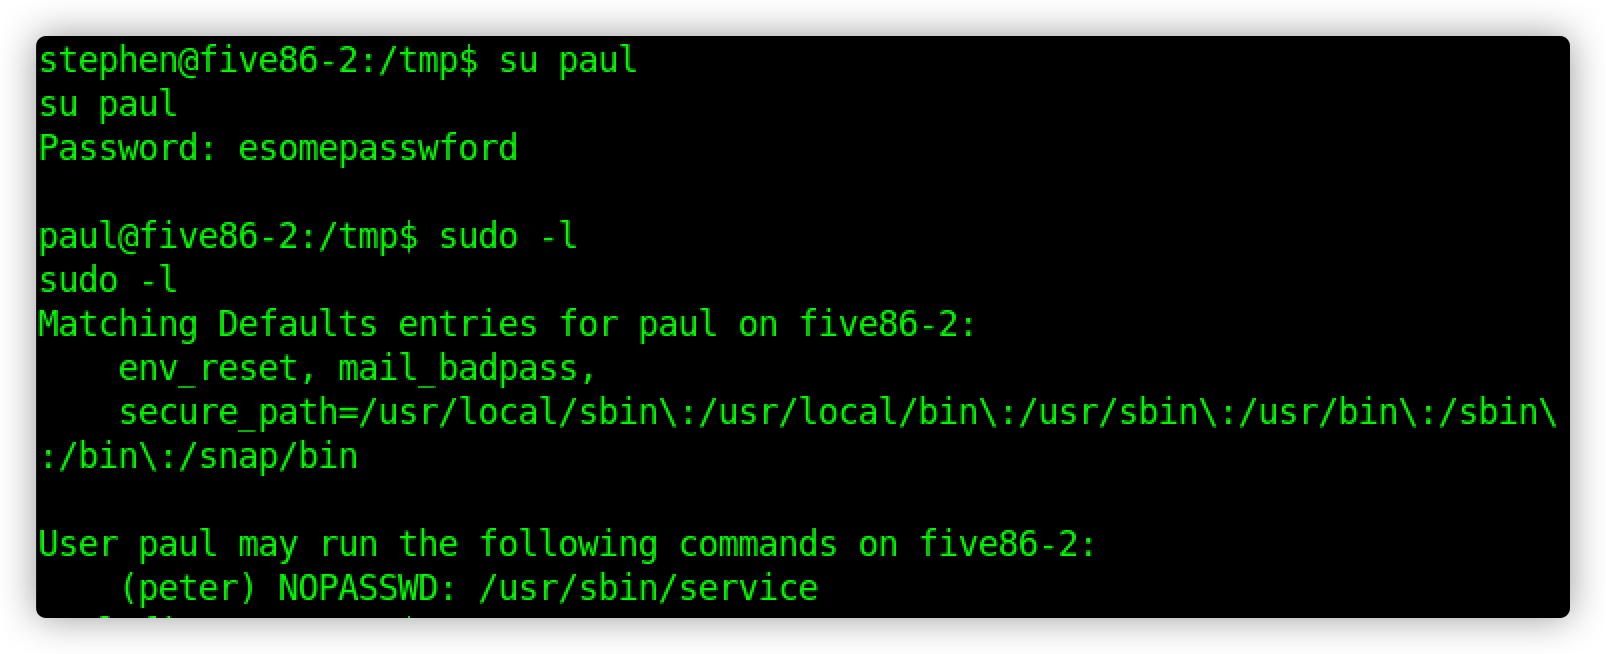 stephen@five86-2:/tmp$ su paul
su paul
Password: esomepasswford
paul@five86-2:/tmp$ sudo -l
sudo -l
Matching Defaults entries for paul on five86-2:
    env_reset, mail_badpass,
    secure_path=/usr/local/sbin\:/usr/local/bin\:/usr/sbin\:/usr/bin\:/sbin\
:/bin\:/snap/bin
User paul may run the following commands on five86-2:
    (peter) NOPASSWD: /usr/sbin/service